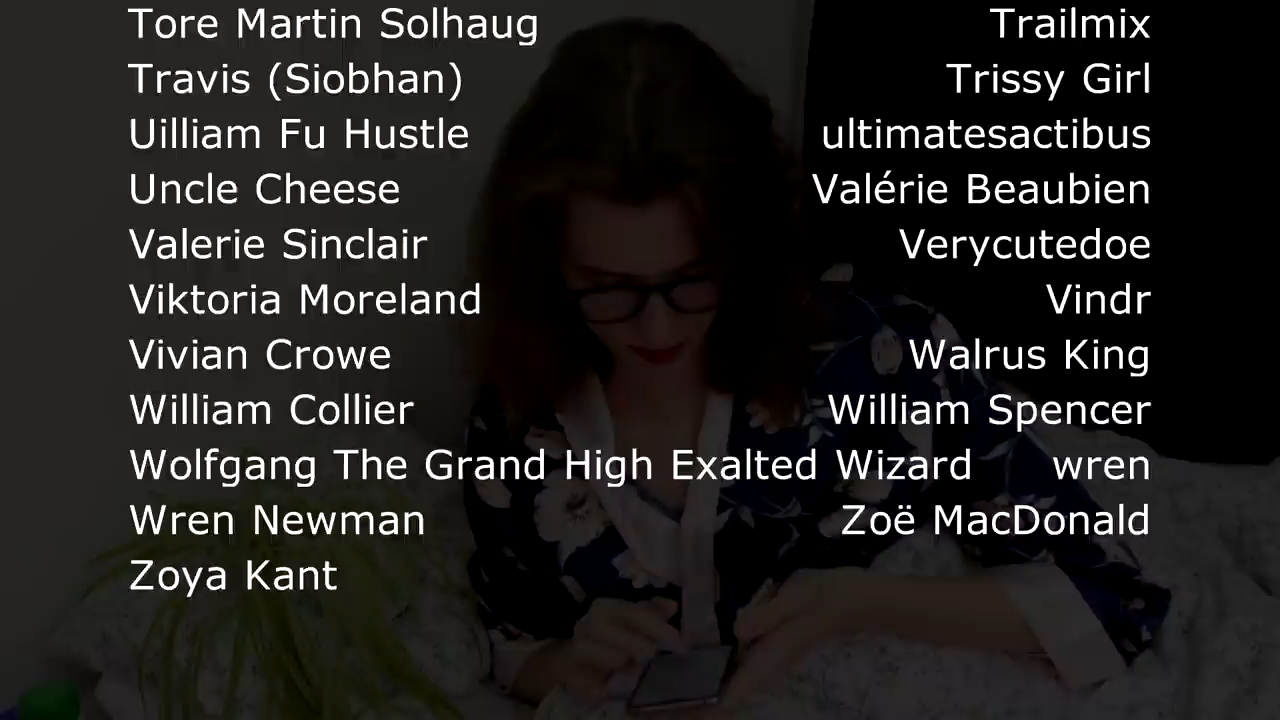 Tore Martin Solhaug Trailmix
Travis (Siobhan) Trissy Girl
Uilliam Fu Hustle ultimatesactibus
Uncle Cheese Valérie Beaubien
Valerie Sinclair Verycutedoe
Viktoria Moreland Vindr
Vivian Crowe Walrus King
William Collier William Spencer
Wolfgang The Grand High Exalted Wizard wren
Wren Newman Zoë MacDonald
Zoya Kant